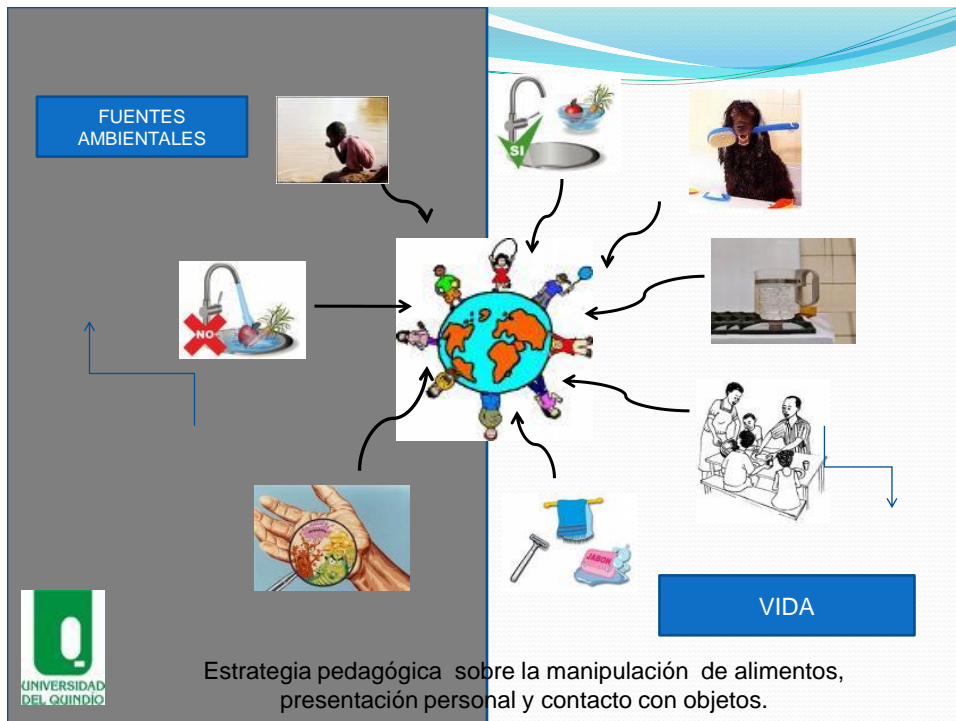 FUENTES
AMBIENTALES
SI
NO
JABON
VIDA
UNIVERSIDAD
DEL QUINDÍO
Estrategia pedagógica sobre la manipulación de alimentos,
presentación personal y contacto con objetos.